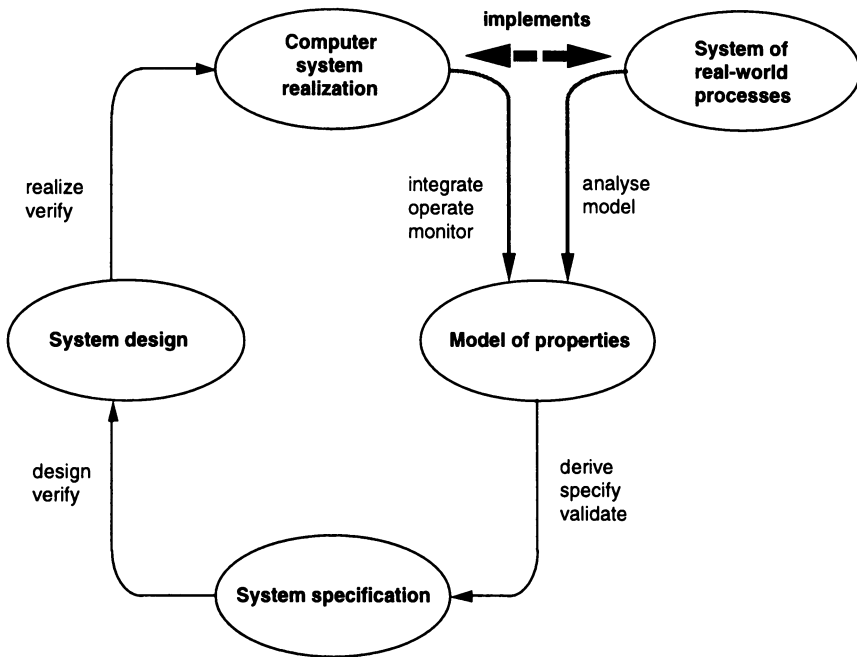 implements
Computer
system
realization
System of
real-world
processes
realize
verify
integrate
operate
monitor
analyse
model
System design
Model of properties
design
verify
derive
specify
validate
System specification